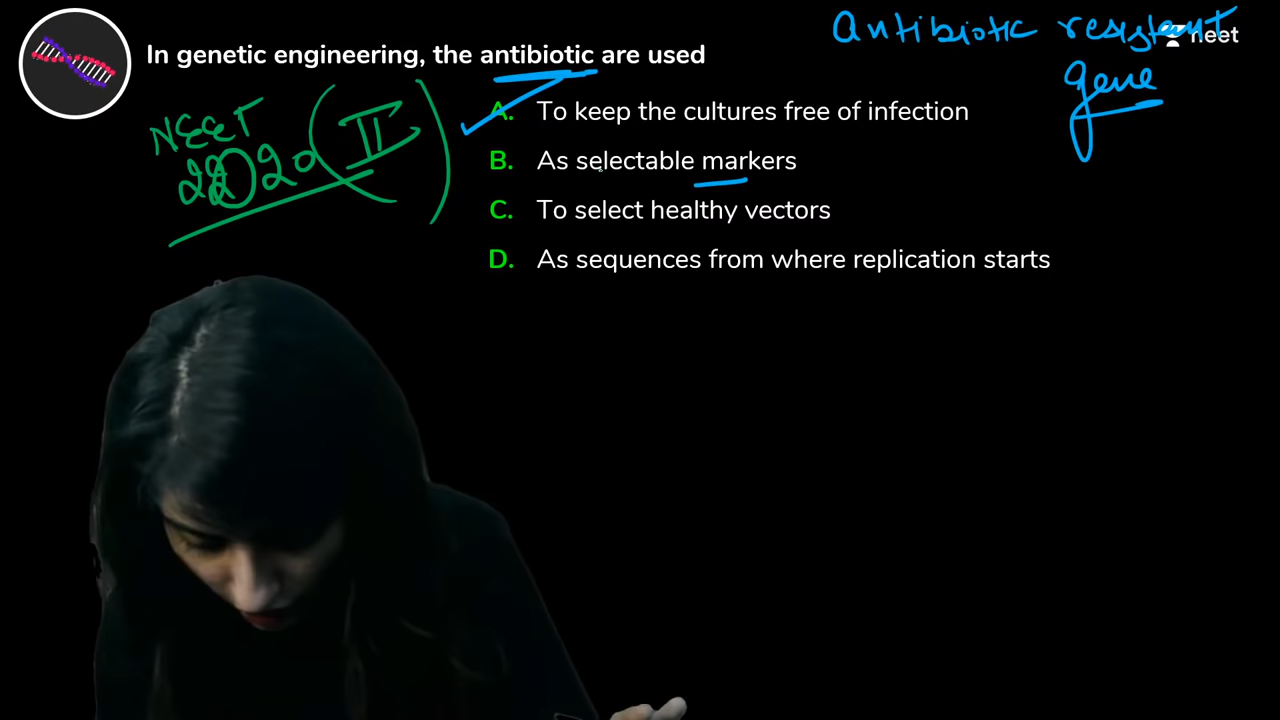 Antibiotic resistant
neet
gene
In genetic engineering, the antibiotic are used
A. To keep the cultures free of infection
B. As selectable markers
C. To select healthy vectors
D. As sequences from where replication starts
NEET
2020 (II)